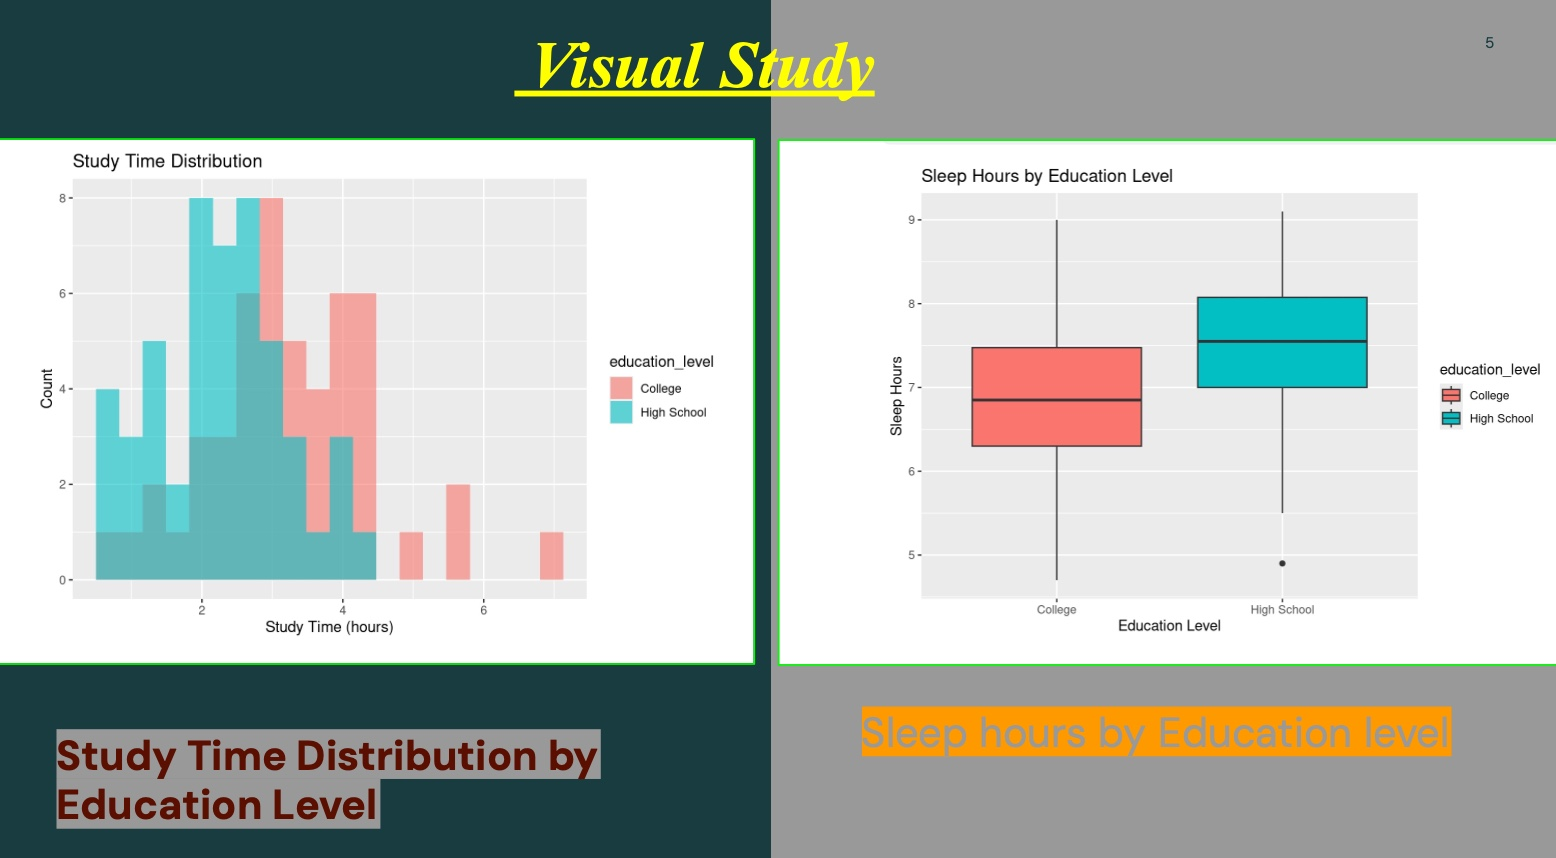 Visual Study
5
Study Time Distribution
8
6
4
2
0
Count
2
4
6
Study Time (hours)
education_level
College
High School
Sleep Hours by Education Level
9
8
7
6
5
Sleep Hours
College
High School
Education Level
education_level
College
High School
Study Time Distribution by
Education Level
Sleep hours by Education level